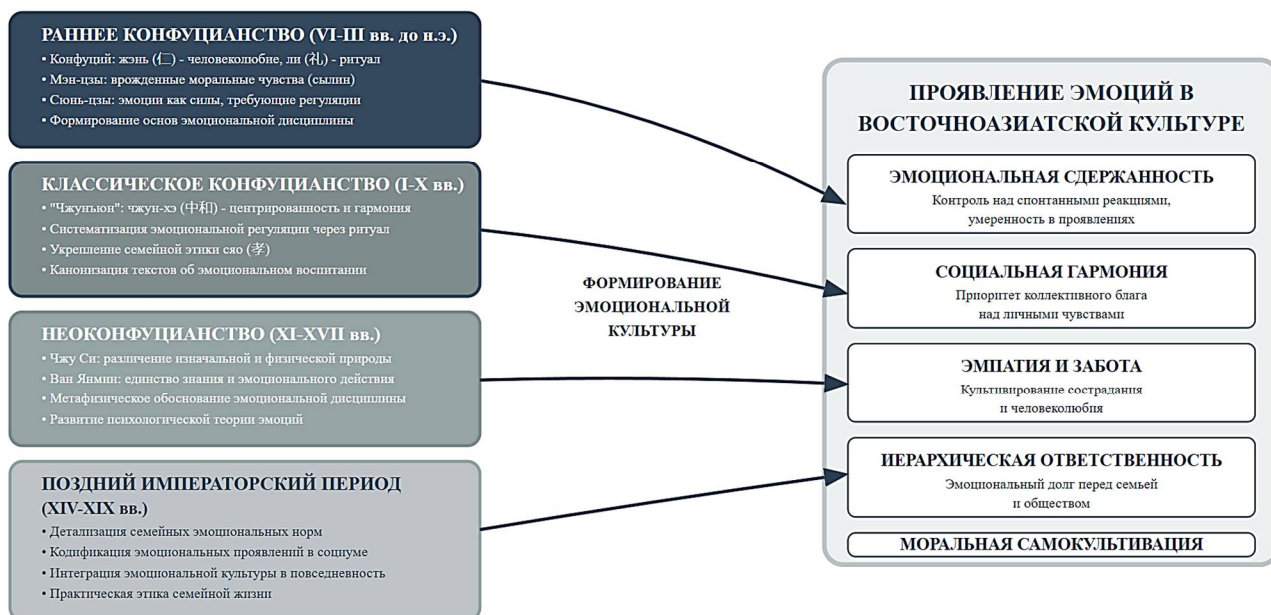 РАННЕЕ КОНФУЦИАНСТВО (VI-III вв. до н.э.)
• Конфуций: жэнь (仁) - человеколюбие, ли (礼) - ритуал
• Мэн-цзы: врожденные моральные чувства (сылин)
• Сюнь-цзы: эмоции как силы, требующие регуляции
• Формирование основ эмоциональной дисциплины
КЛАССИЧЕСКОЕ КОНФУЦИАНСТВО (I-X вв.)
• "Чжунъюн": чжун-хэ (中和) - центрированность и гармония
• Систематизация эмоциональной регуляции через ритуал
• Укрепление семейной этики сяо (孝)
• Канонизация текстов об эмоциональном воспитании
НЕОКОНФУЦИАНСТВО (XI-XVII вв.)
• Чжу Си: различение изначальной и физической природы
• Ван Янмин: единство знания и эмоционального действия
• Метафизическое обоснование эмоциональной дисциплины
• Развитие психологической теории эмоций
ПОЗДНИЙ ИМПЕРАТОРСКИЙ ПЕРИОД
(XIV-XIX вв.)
• Детализация семейных эмоциональных норм
• Кодификация эмоциональных проявлений в социуме
• Интеграция эмоциональной культуры в повседневность
• Практическая этика семейной жизни
ФОРМИРОВАНИЕ
ЭМОЦИОНАЛЬНОЙ
КУЛЬТУРЫ
ПРОЯВЛЕНИЕ ЭМОЦИЙ В
ВОСТОЧНОАЗИАТСКОЙ КУЛЬТУРЕ
ЭМОЦИОНАЛЬНАЯ СДЕРЖАННОСТЬ
Контроль над спонтанными реакциями,
умеренность в проявлениях
СОЦИАЛЬНАЯ ГАРМОНИЯ
Приоритет коллективного блага
над личными чувствами
ЭМПАТИЯ И ЗАБОТА
Культивирование сострадания
и человеколюбия
ИЕРАРХИЧЕСКАЯ ОТВЕТСТВЕННОСТЬ
Эмоциональный долг перед семьей
и обществом
МОРАЛЬНАЯ САМОКУЛЬТИВАЦИЯ